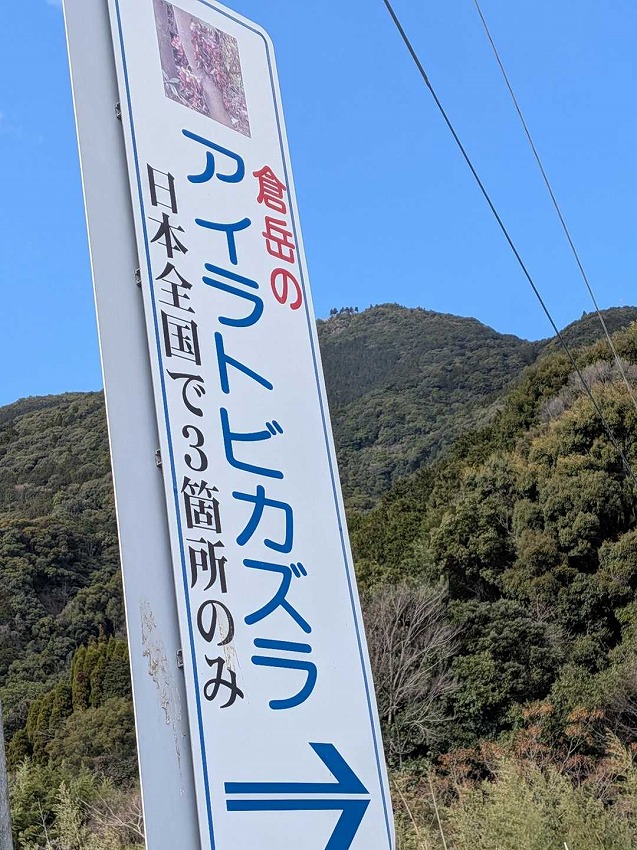 倉岳の
アイラトビカズラ
日本全国で3箇所のみ